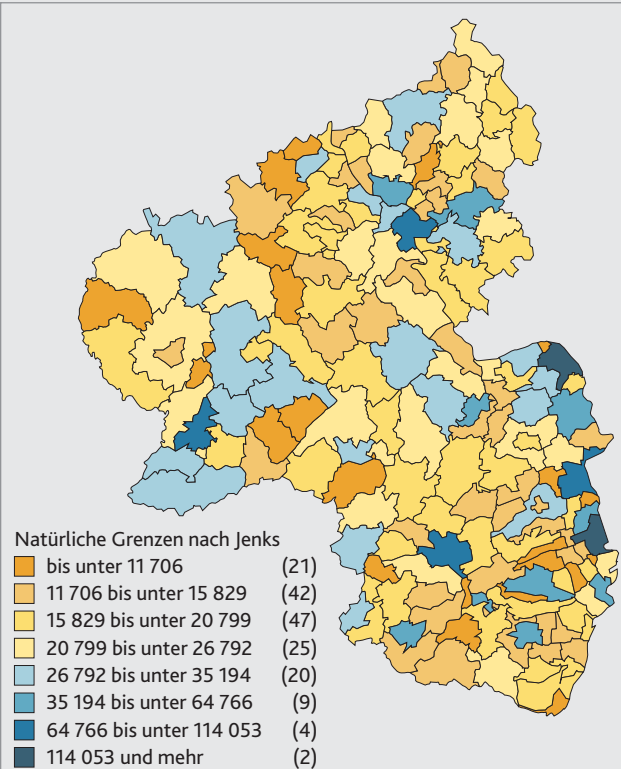 Natürliche Grenzen nach Jenks
bis unter 11 706 (21)
11 706 bis unter 15 829 (42)
15 829 bis unter 20 799 (47)
20 799 bis unter 26 792 (25)
26 792 bis unter 35 194 (20)
35 194 bis unter 64 766 (9)
64 766 bis unter 114 053 (4)
114 053 und mehr (2)